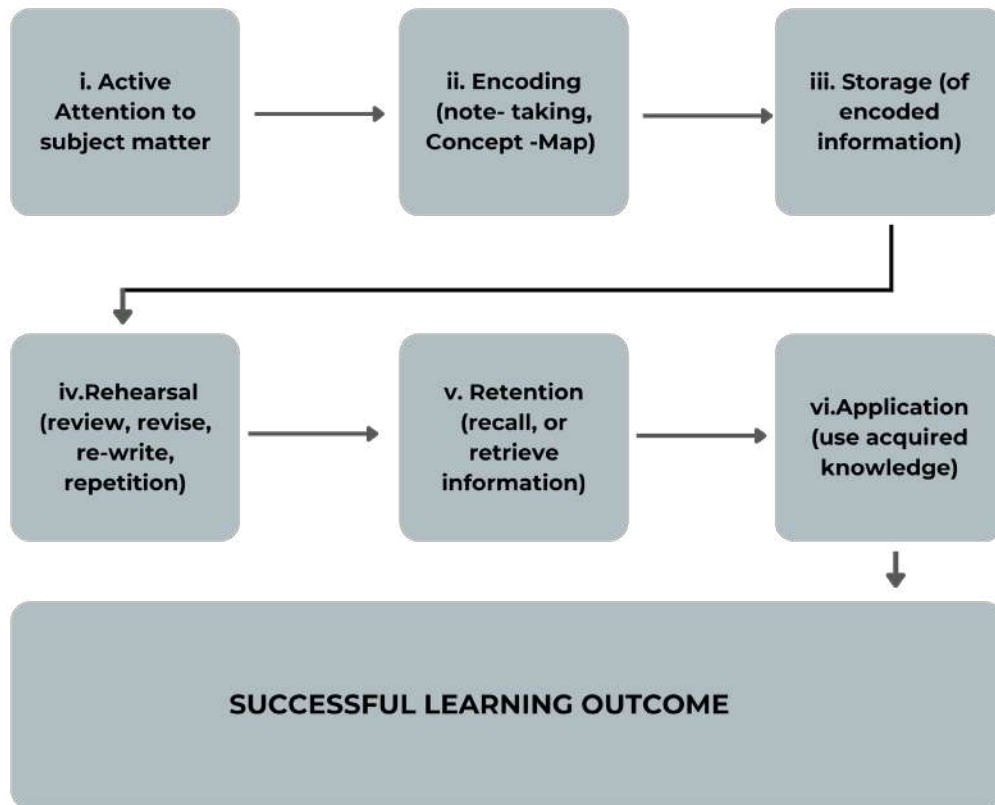 i. Active
Attention to
subject matter
ii. Encoding
(note- taking,
Concept -Map)
iii. Storage (of
encoded
information)
iv.Rehearsal
(review, revise,
re-write,
repetition)
v. Retention
(recall, or
retrieve
information)
vi.Application
(use acquired
knowledge)
SUCCESSFUL LEARNING OUTCOME